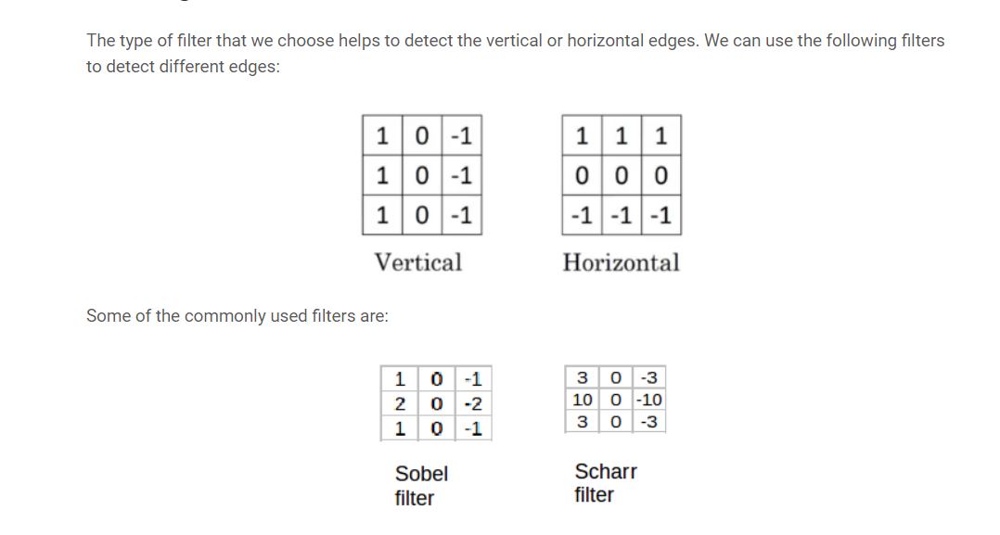 The type of filter that we choose helps to detect the vertical or horizontal edges. We can use the following filters
to detect different edges:
1 0 -1 1 1 1
1 0 -1 0 0 0
1 0 -1 -1 -1 -1
Vertical Horizontal
Some of the commonly used filters are:
1 0 -1 3 0 -3
2 0 -2 10 0 -10
1 0 -1 3 0 -3
Sobel Scharr
filter filter